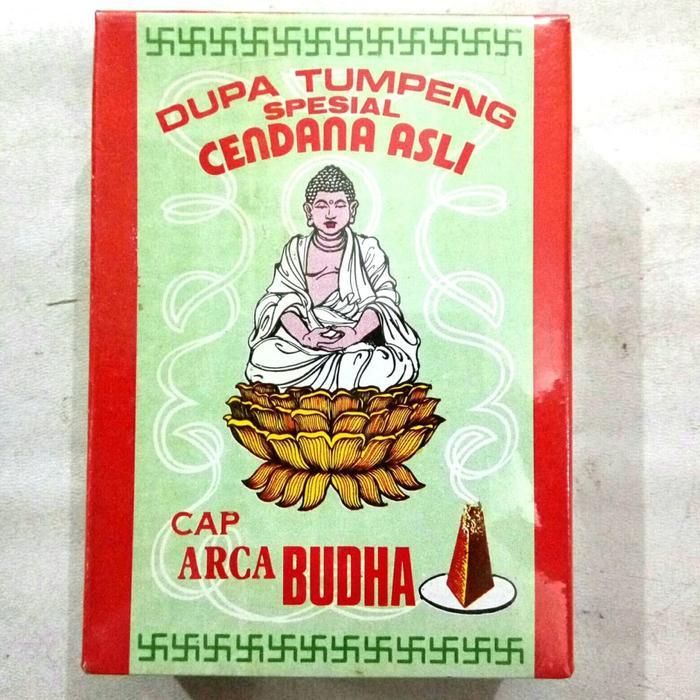 DUPA TUMPENG
SPESIAL
CENDANA ASLI
CAP
ARCA BUDHA